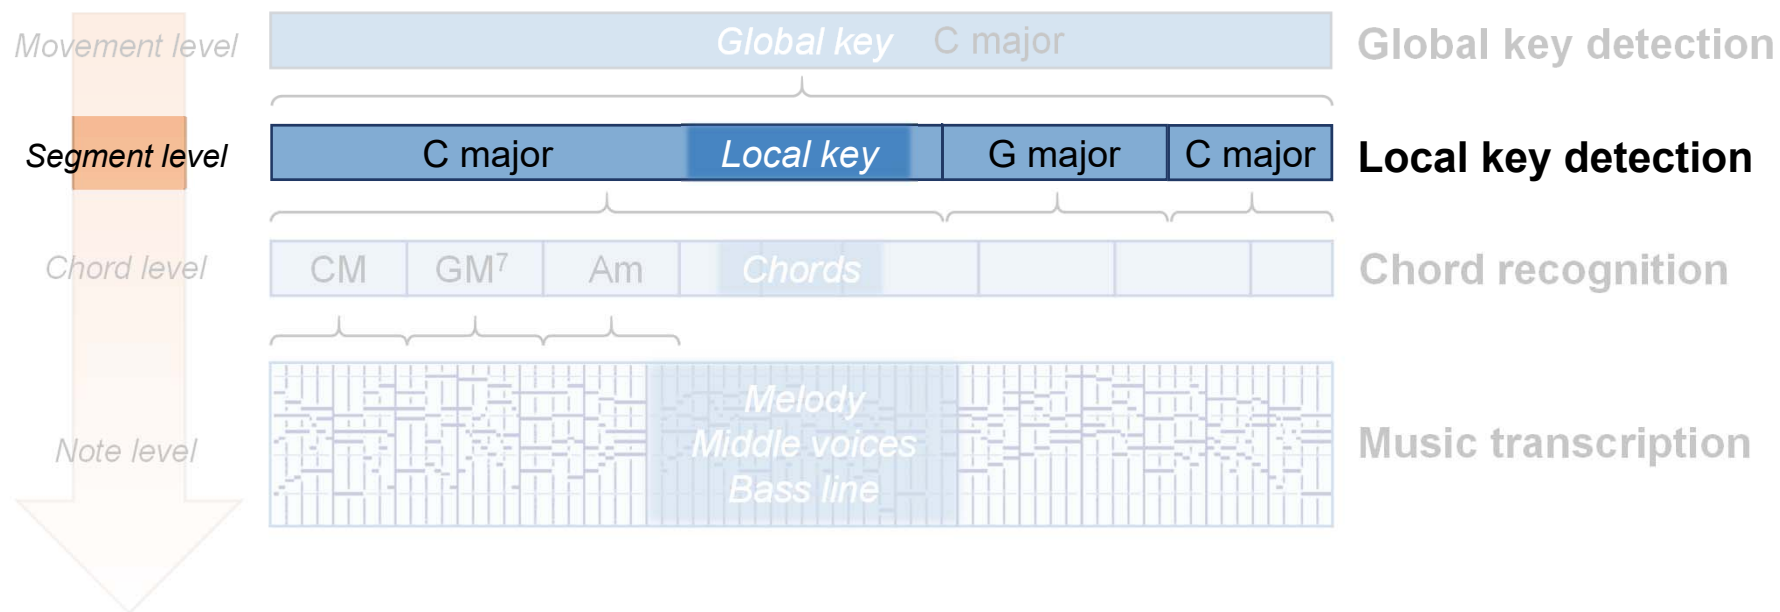 Movement level Global key C major Global key detection
Segment level C major Local key G major C major Local key detection
Chord level CM GM7 Am Chords Chord recognition
Melody
Note level Middle voices Music transcription
Bass line